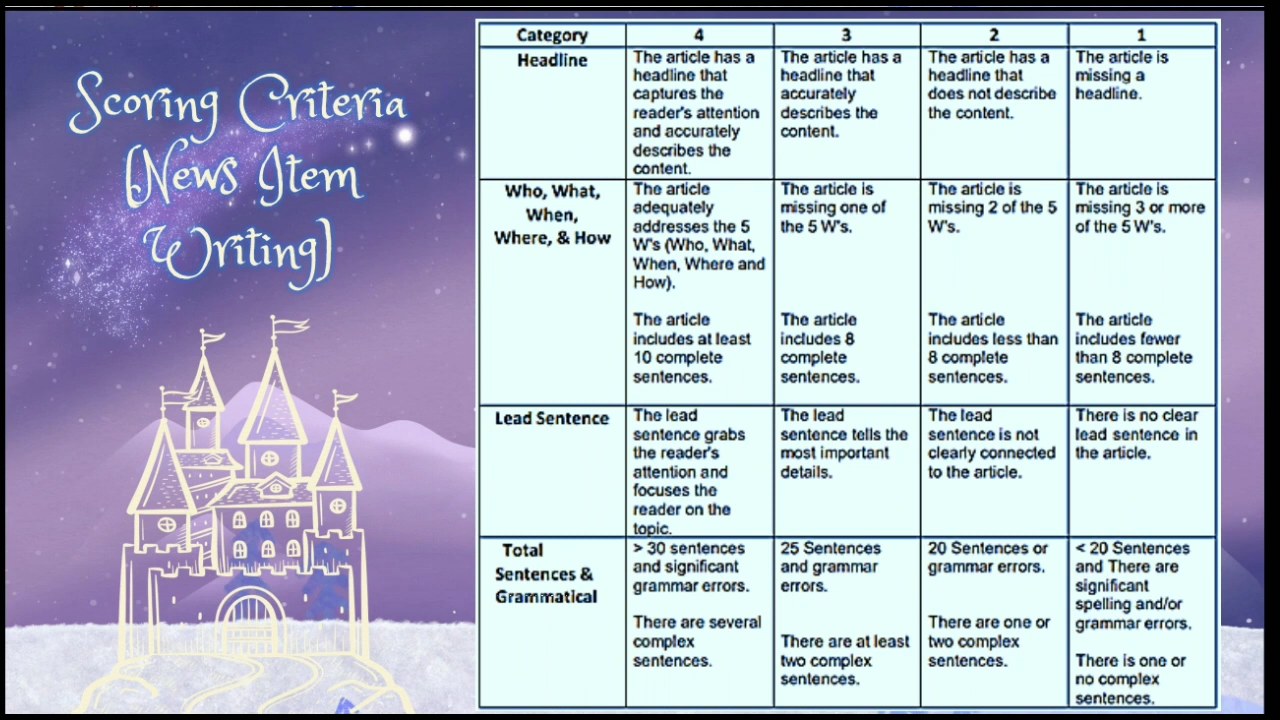 Scoring Criteria
(News Item
Writing)
Category 4 3 2 1
Headline
The article has a
headline that
captures the
reader's attention
and accurately
describes the
content.
The article has a
headline that
accurately
describes the
content.
The article has a
headline that
does not describe
the content.
The article is
missing a
headline.
Who, What,
When,
Where, & How
The article
adequately
addresses the 5
W's (Who, What,
When, Where and
How).
The article
includes at least
10 complete
sentences.
The article is
missing one of
the 5 W's.
The article
includes 8
complete
sentences.
The article is
missing 2 of the 5
W's.
The article
includes less than
8 complete
sentences.
The article is
missing 3 or more
of the 5 W's.
The article
includes fewer
than 8 complete
sentences.
Lead Sentence
The lead
sentence grabs
the reader's
attention and
focuses the
reader on the
topic.
The lead
sentence tells the
most important
details.
The lead
sentence is not
clearly connected
to the article.
There is no clear
lead sentence in
the article.
Total
Sentences &
Grammatical
> 30 sentences
and significant
grammar errors.
There are several
complex
sentences.
25 Sentences
and grammar
errors.
There are at least
two complex
sentences.
20 Sentences or
grammar errors.
There are one or
two complex
sentences.
< 20 Sentences
and There are
significant
spelling and/or
grammar errors.
There is one or
no complex
sentences.